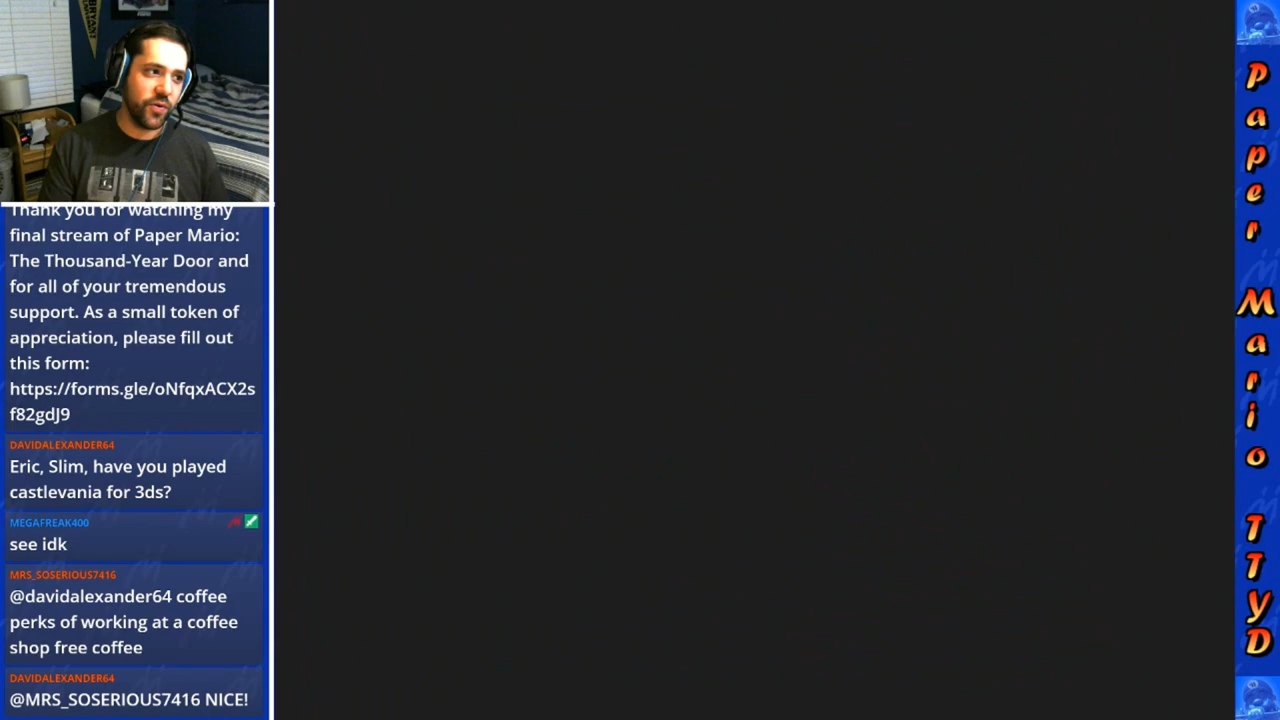 BRYANT
Thank you for watching my
final stream of Paper Mario:
The Thousand-Year Door and
for all of your tremendous
support. As a small token of
appreciation, please fill out
this form:
https://forms.gle/oNfqxACX2s
f82gdJ9
DAVIDALEXANDER64
Eric, Slim, have you played
castlevania for 3ds?
MEGAFREAK400
see idk
MRS_SOSERIOUS7416
@davidalexander64 coffee
perks of working at a coffee
shop free coffee
DAVIDALEXANDER64
@MRS_SOSERIOUS7416 NICE!
Paper Mario TTYD